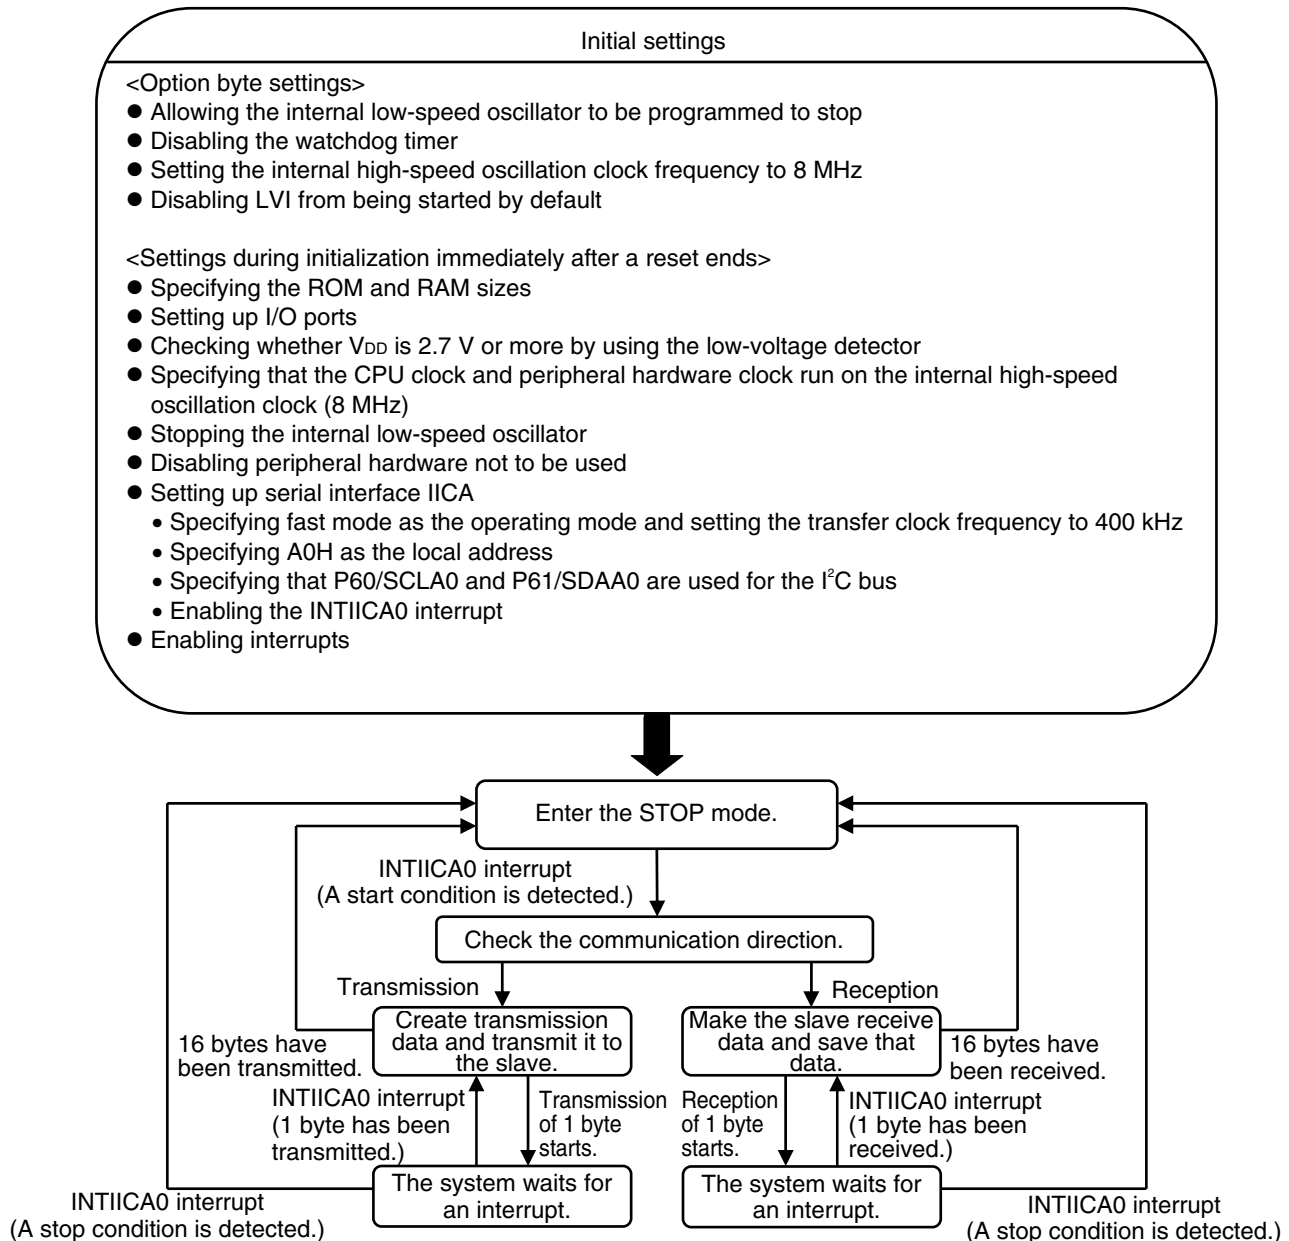 Initial settings
<Option byte settings>
● Allowing the internal low-speed oscillator to be programmed to stop
● Disabling the watchdog timer
● Setting the internal high-speed oscillation clock frequency to 8 MHz
● Disabling LVI from being started by default
<Settings during initialization immediately after a reset ends>
● Specifying the ROM and RAM sizes
● Setting up I/O ports
● Checking whether VDD is 2.7 V or more by using the low-voltage detector
● Specifying that the CPU clock and peripheral hardware clock run on the internal high-speed
oscillation clock (8 MHz)
● Stopping the internal low-speed oscillator
● Disabling peripheral hardware not to be used
● Setting up serial interface IICA
• Specifying fast mode as the operating mode and setting the transfer clock frequency to 400 kHz
• Specifying A0H as the local address
• Specifying that P60/SCLA0 and P61/SDAA0 are used for the I²C bus
• Enabling the INTIICA0 interrupt
● Enabling interrupts
Enter the STOP mode.
INTIICA0 interrupt
(A start condition is detected.)
Check the communication direction.
Transmission
Reception
Create transmission
data and transmit it to
the slave.
Make the slave receive
data and save that
data.
16 bytes have
been transmitted.
16 bytes have
been received.
INTIICA0 interrupt
(1 byte has been
transmitted.)
Transmission
of 1 byte
starts.
Reception
of 1 byte
starts.
INTIICA0 interrupt
(1 byte has been
received.)
The system waits for
an interrupt.
The system waits for
an interrupt.
INTIICA0 interrupt
(A stop condition is detected.)
INTIICA0 interrupt
(A stop condition is detected.)